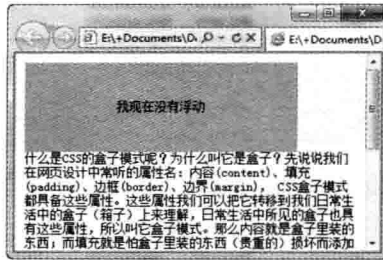 E:\+Documents\D
E:\+Documents\D
我现在没有浮动
什么是CSS的盒子模式呢？为什么叫它是盒子？先说说我们
在网页设计中常听的属性名：内容(content)、填充
(padding)、边框(border)、边界(margin)， CSS盒子模式
都具备这些属性。这些属性我们可以把它转移到我们日常生
活中的盒子（箱子）上来理解，日常生活中所见的盒子也具
有这些属性，所以叫它盒子模式。那么内容就是盒子里装的
东西；而填充就是怕盒子里装的东西（贵重的）损坏而添加